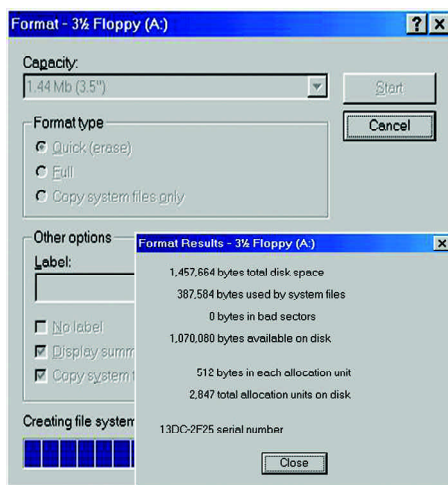 Format - 3½ Floppy (A:)
Capacity:
1.44 Mb (3.5")
Start
Cancel
Format type
Quick (erase)
Full
Copy system files only
Other options
Label:
No label
Display summ
Copy system f
Creating file system
Format Results - 3½ Floppy (A:)
1,457,664 bytes total disk space
387,584 bytes used by system files
0 bytes in bad sectors
1,070,080 bytes available on disk
512 bytes in each allocation unit
2,847 total allocation units on disk
13DC-2F25 serial number
Close